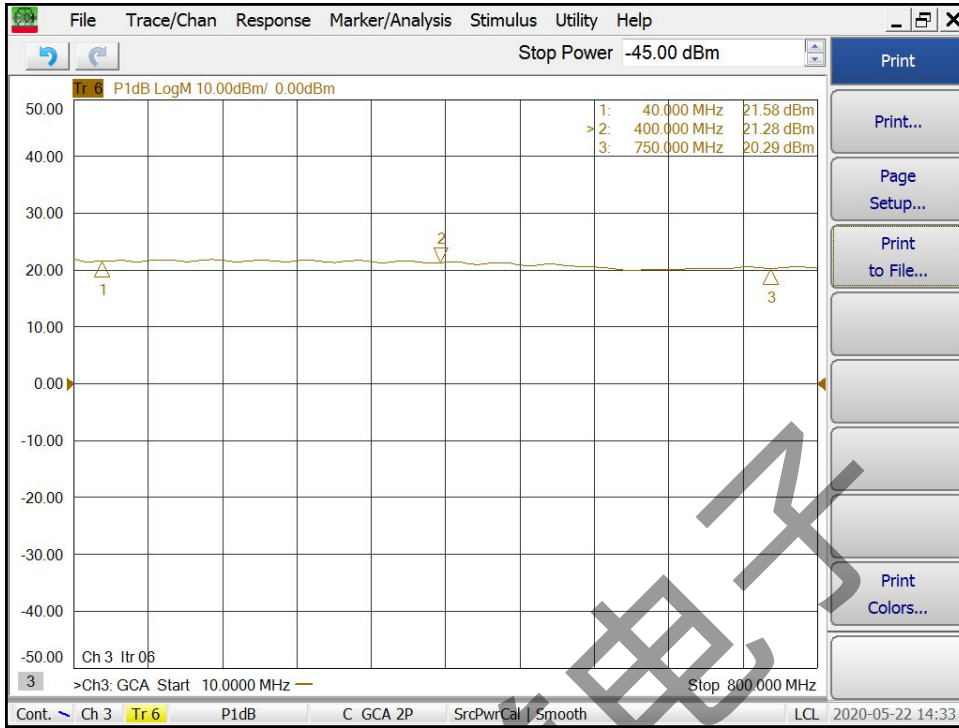 File Trace/Chan Response Marker/Analysis Stimulus Utility Help
Stop Power -45.00 dBm
Tr 6 P1dB LogM 10.00dBm/ 0.00dBm
1: 40.000 MHz 21.58 dBm
>2: 400.000 MHz 21.28 dBm
3: 750.000 MHz 20.29 dBm
50.00
40.00
30.00
20.00
10.00
0.00
-10.00
-20.00
-30.00
-40.00
-50.00
1
2
3
Ch 3 Itr 06
3
>Ch3: GCA Start 10.0000 MHz
Stop 800.000 MHz
Cont. Ch 3 Tr 6 P1dB C GCA 2P SrcPwrCal | Smooth LCL 2020-05-22 14:33
Print
Print...
Page
Setup...
Print
to File...
Print
Colors...
电子